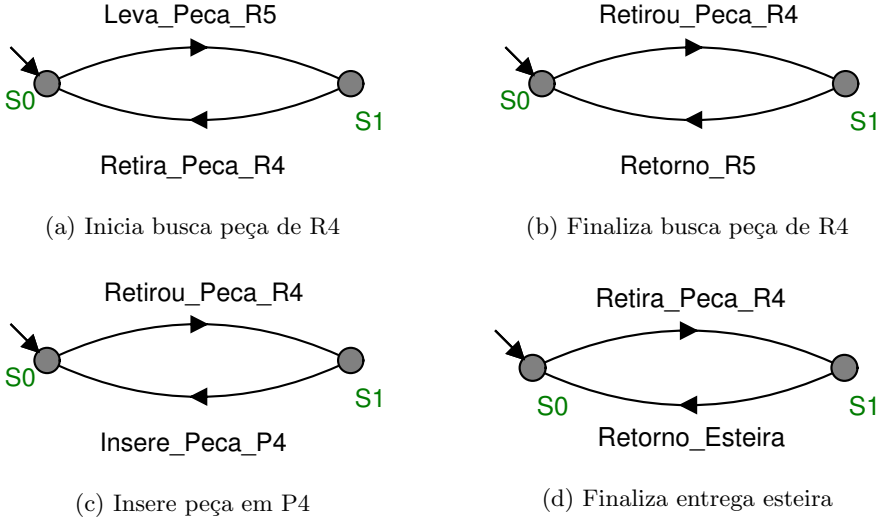 Leva_Peca_R5
S0
S1
Retira_Peca_R4
(a) Inicia busca peça de R4
Retirou_Peca_R4
S0
S1
Retorno_R5
(b) Finaliza busca peça de R4
Retirou_Peca_R4
S0
S1
Insere_Peca_P4
(c) Insere peça em P4
Retira_Peca_R4
S0
S1
Retorno_Esteira
(d) Finaliza entrega esteira